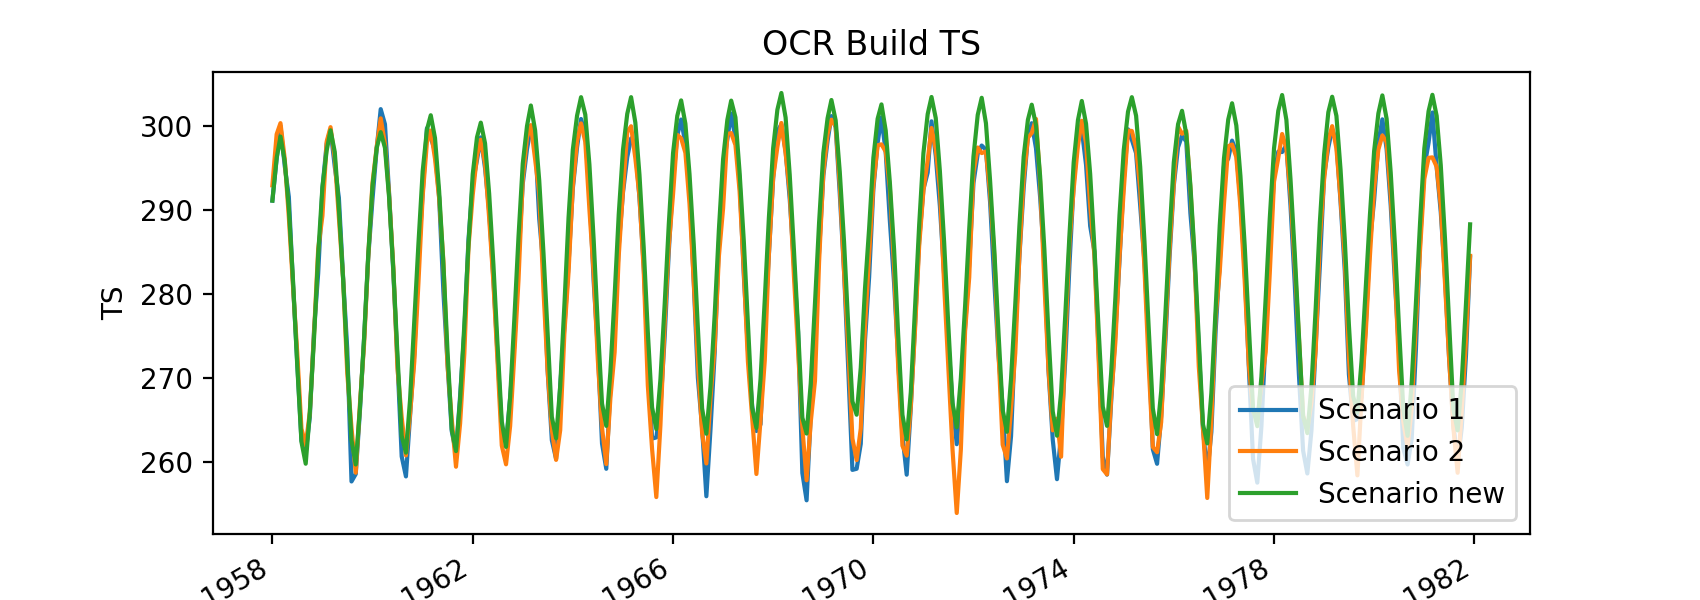 OCR Build TS
TS
300
290
280
270
260
Scenario 1
Scenario 2
Scenario new
1958
1962
1966
1970
1974
1978
1982